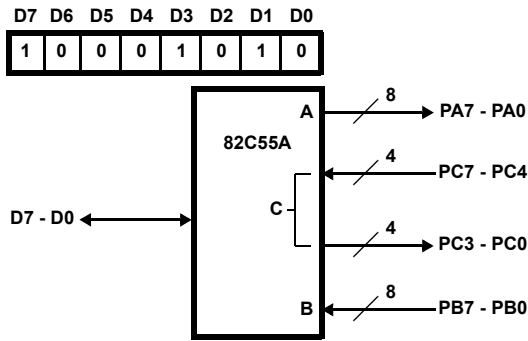 D7 D6 D5 D4 D3 D2 D1 D0
1 0 0 0 1 0 1 0
A 8 PA7 - PA0
82C55A
4 PC7 - PC4
C
D7 - D0
4 PC3 - PC0
B 8 PB7 - PB0